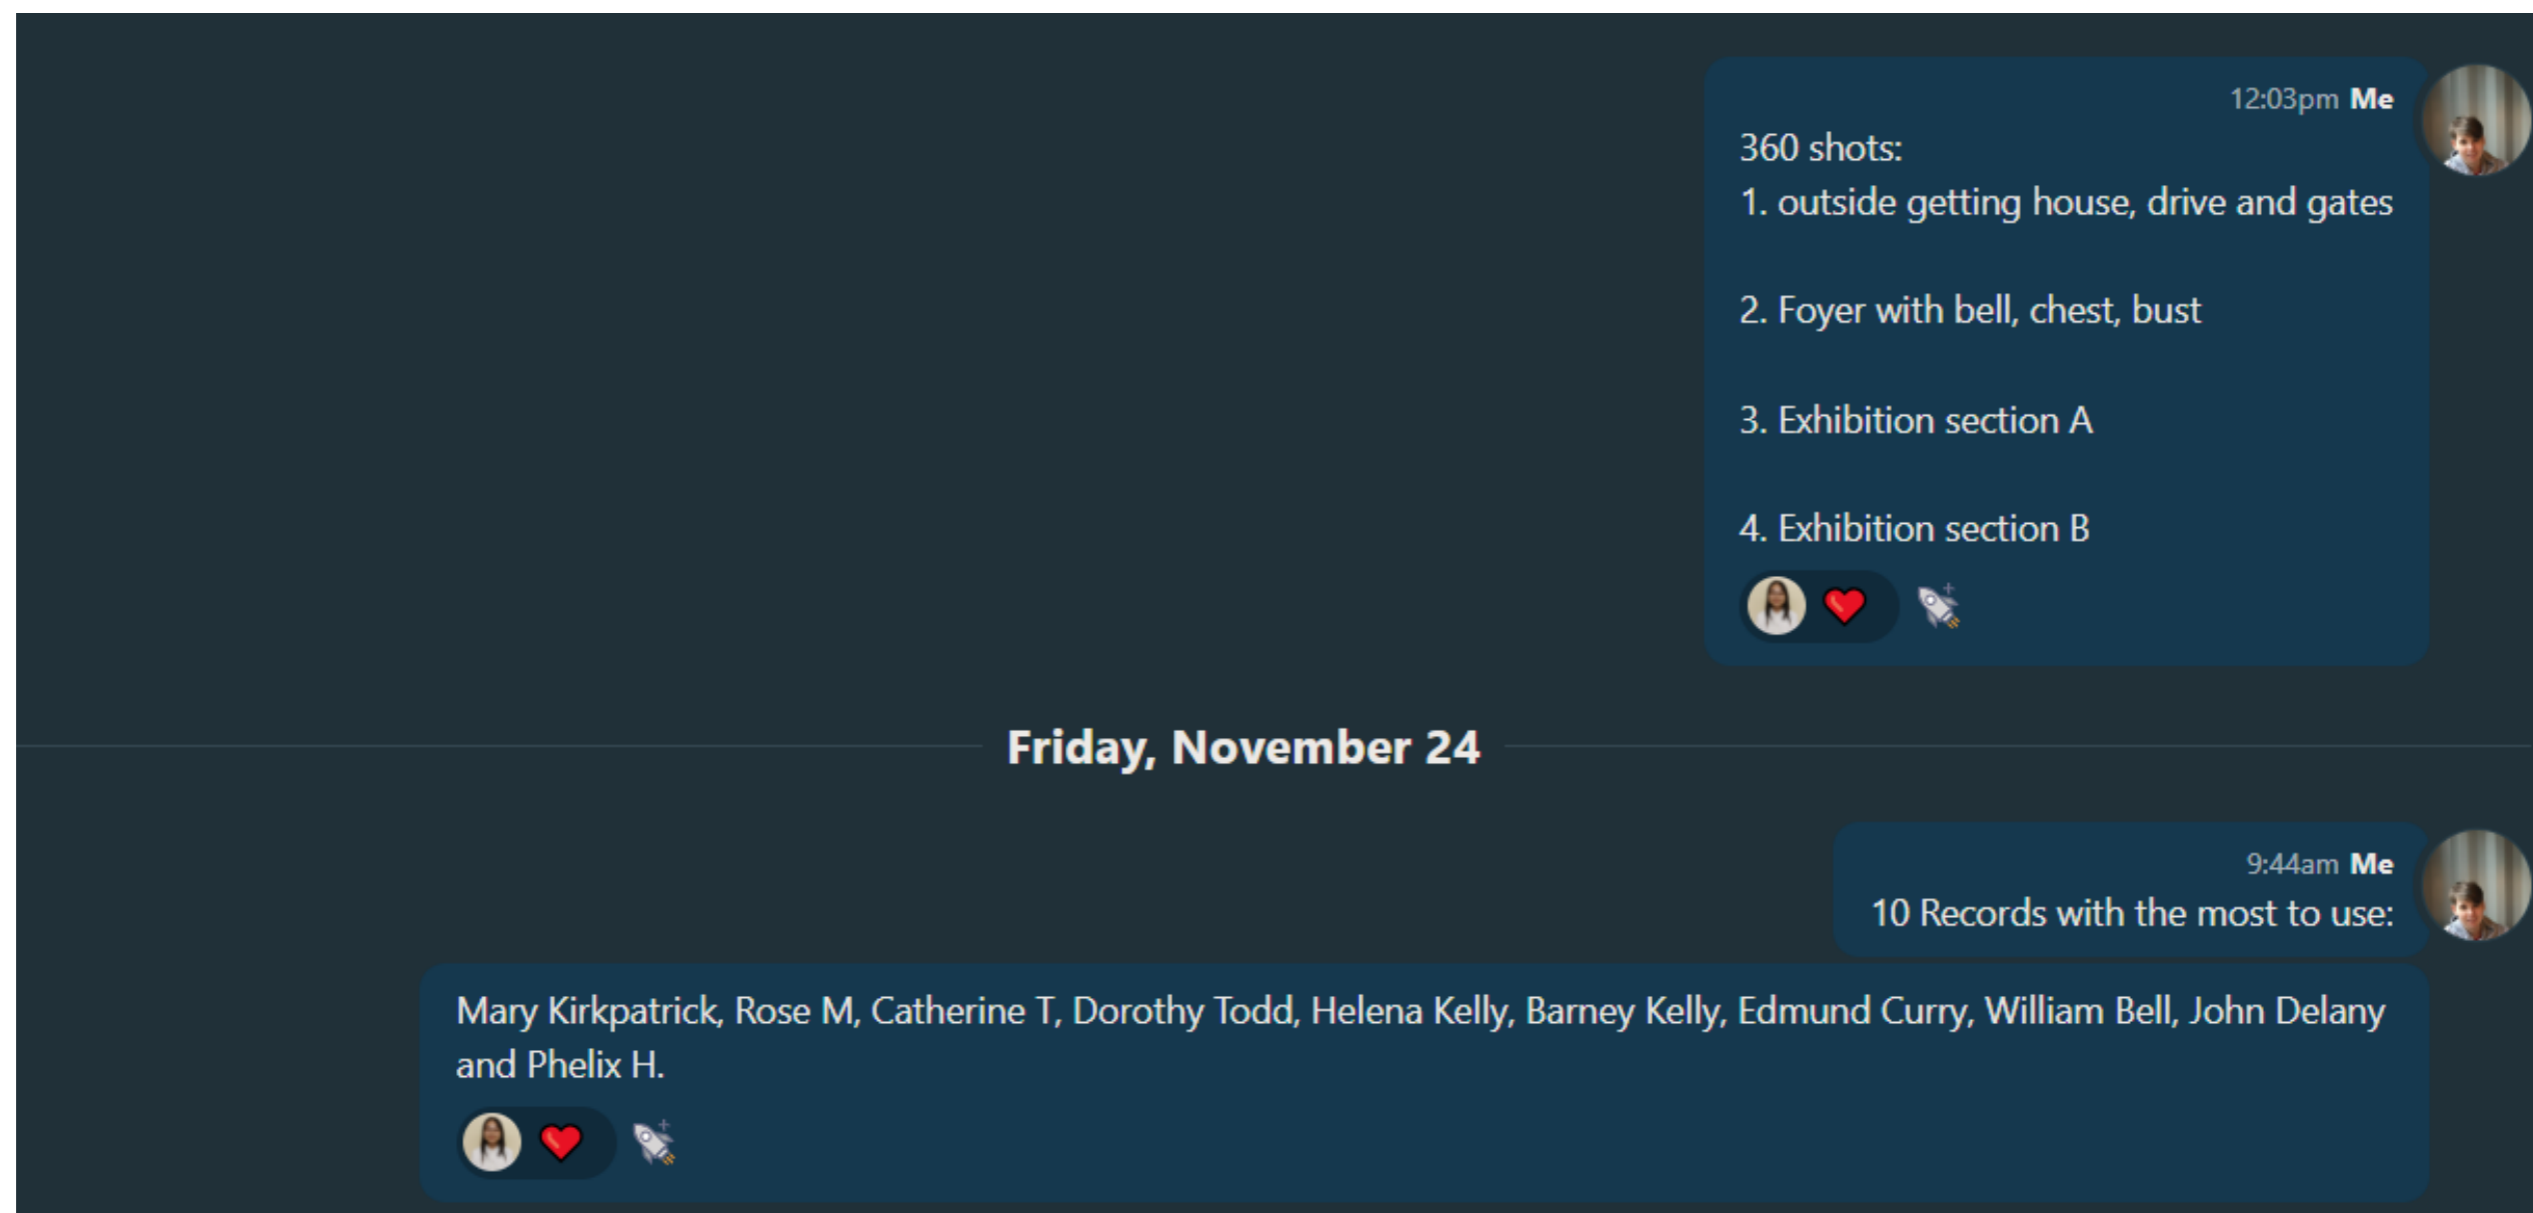 12:03pm Me
360 shots:
1. outside getting house, drive and gates
2. Foyer with bell, chest, bust
3. Exhibition section A
4. Exhibition section B
Friday, November 24
9:44am Me
10 Records with the most to use:
Mary Kirkpatrick, Rose M, Catherine T, Dorothy Todd, Helena Kelly, Barney Kelly, Edmund Curry, William Bell, John Delany
and Phelix H.